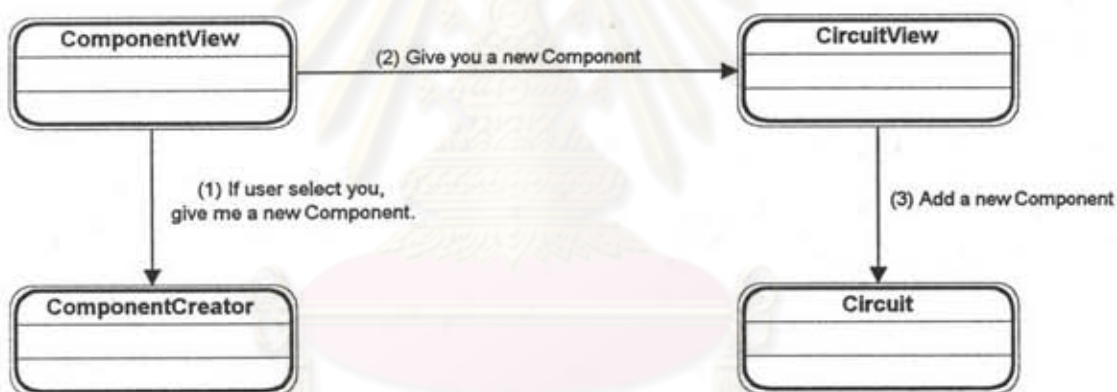 ComponentView
CircuitView
(2) Give you a new Component
(1) If user select you,
give me a new Component.
(3) Add a new Component
ComponentCreator
Circuit